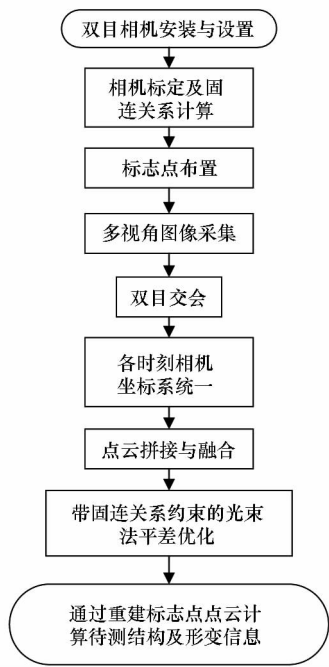 双目相机安装与设置
相机标定及固
连关系计算
标志点布置
多视角图像采集
双目交会
各时刻相机
坐标系统一
点云拼接与融合
带固连关系约束的光束
法平差优化
通过重建标志点点云计
算待测结构及形变信息